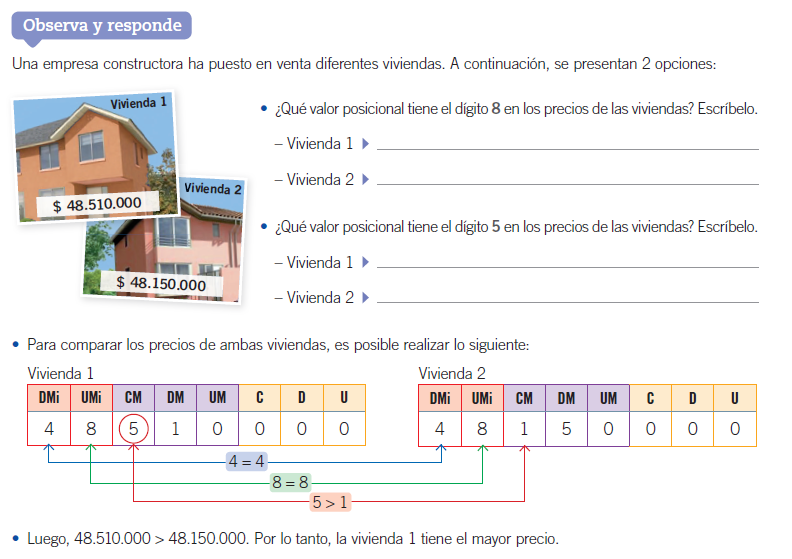 Observa y responde
Una empresa constructora ha puesto en venta diferentes viviendas. A continuación, se presentan 2 opciones:
Vivienda 1
$ 48.510.000
Vivienda 2
$ 48.150.000
• ¿Qué valor posicional tiene el dígito 8 en los precios de las viviendas? Escríbelo.
– Vivienda 1
– Vivienda 2
• ¿Qué valor posicional tiene el dígito 5 en los precios de las viviendas? Escríbelo.
– Vivienda 1
– Vivienda 2
• Para comparar los precios de ambas viviendas, es posible realizar lo siguiente:
Vivienda 1
DMi UMi CM DM UM C D U
4 8 5 1 0 0 0 0
Vivienda 2
DMi UMi CM DM UM C D U
4 8 1 5 0 0 0 0
4 = 4
8 = 8
5 > 1
• Luego, 48.510.000 > 48.150.000. Por lo tanto, la vivienda 1 tiene el mayor precio.